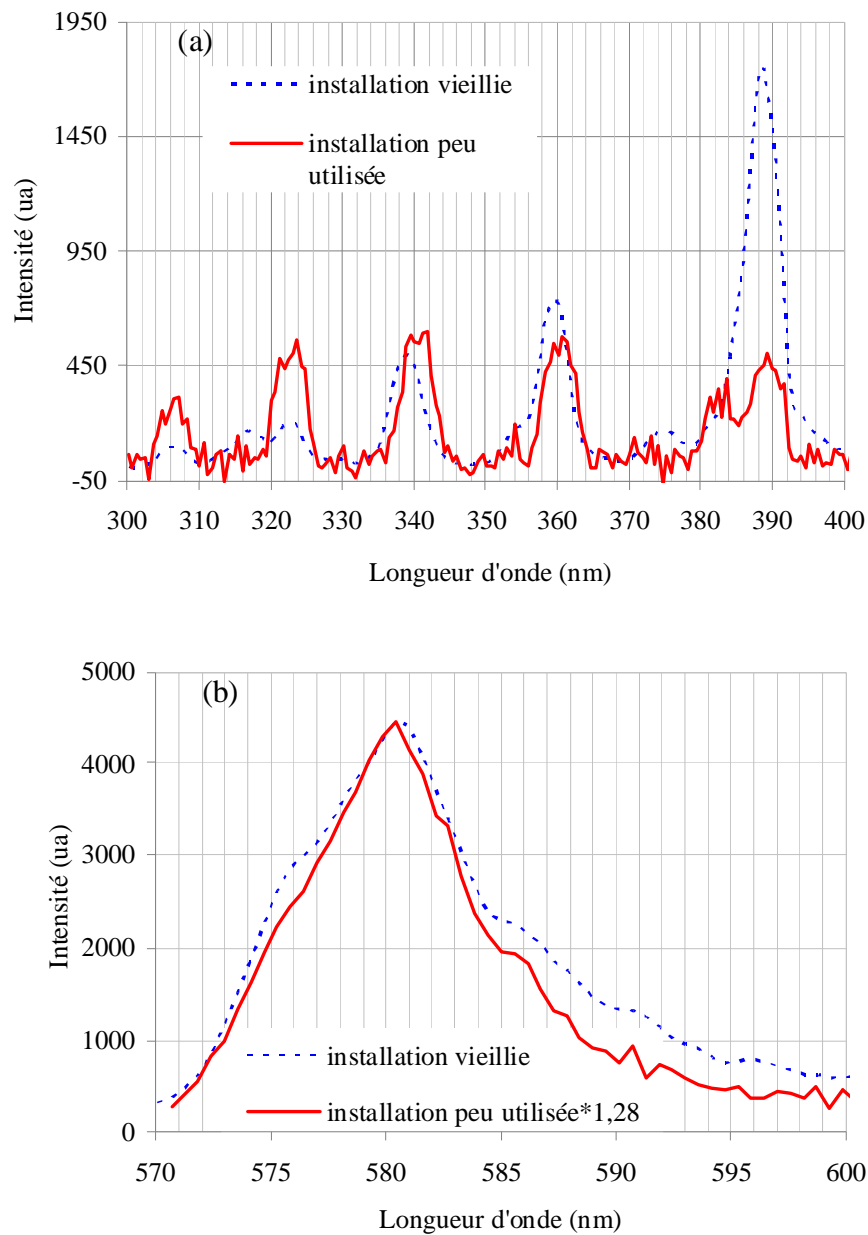 1950
(a)
installation vieillie
1450
installation peu
utilisée
950
Intensité (ua)
450
-50
300 310 320 330 340 350 360 370 380 390 400
Longueur d'onde (nm)
5000
(b)
4000
3000
Intensité (ua)
2000
1000
installation vieillie
installation peu utilisée*1,28
0
570 575 580 585 590 595 600
Longueur d'onde (nm)